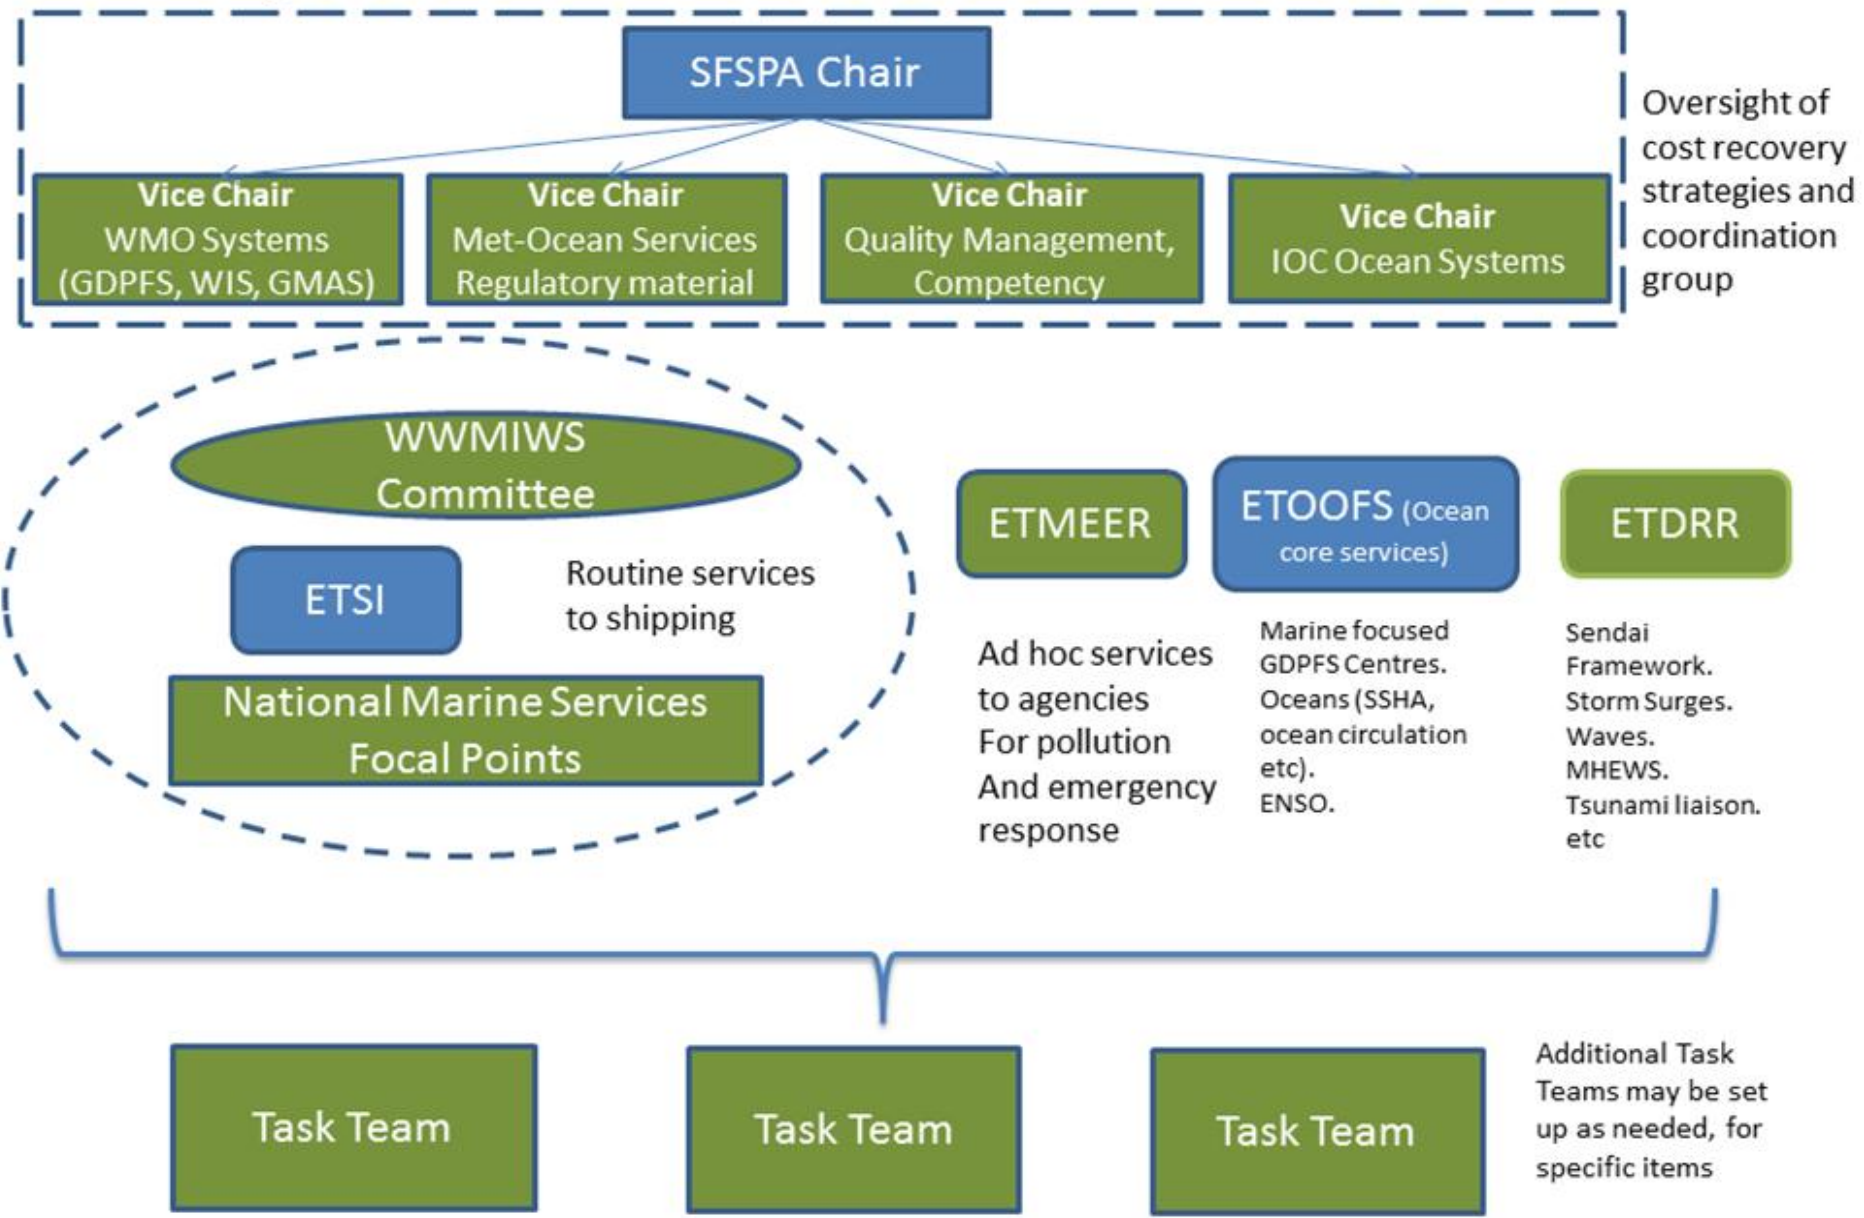 SFSPA Chair
Vice Chair
WMO Systems
(GDPFS, WIS, GMAS)
Vice Chair
Met-Ocean Services
Regulatory material
Vice Chair
Quality Management,
Competency
Vice Chair
IOC Ocean Systems
Oversight of
cost recovery
strategies and
coordination
group
WWMIWS
Committee
ETSI
Routine services
to shipping
National Marine Services
Focal Points
ETMEER
Ad hoc services
to agencies
For pollution
And emergency
response
ETOOFS (Ocean
core services)
Marine focused
GDPFS Centres.
Oceans (SSHA,
ocean circulation
etc).
ENSO.
ETDRR
Sendai
Framework.
Storm Surges.
Waves.
MHEWS.
Tsunami liaison.
etc
Task Team
Task Team
Task Team
Additional Task
Teams may be set
up as needed, for
specific items